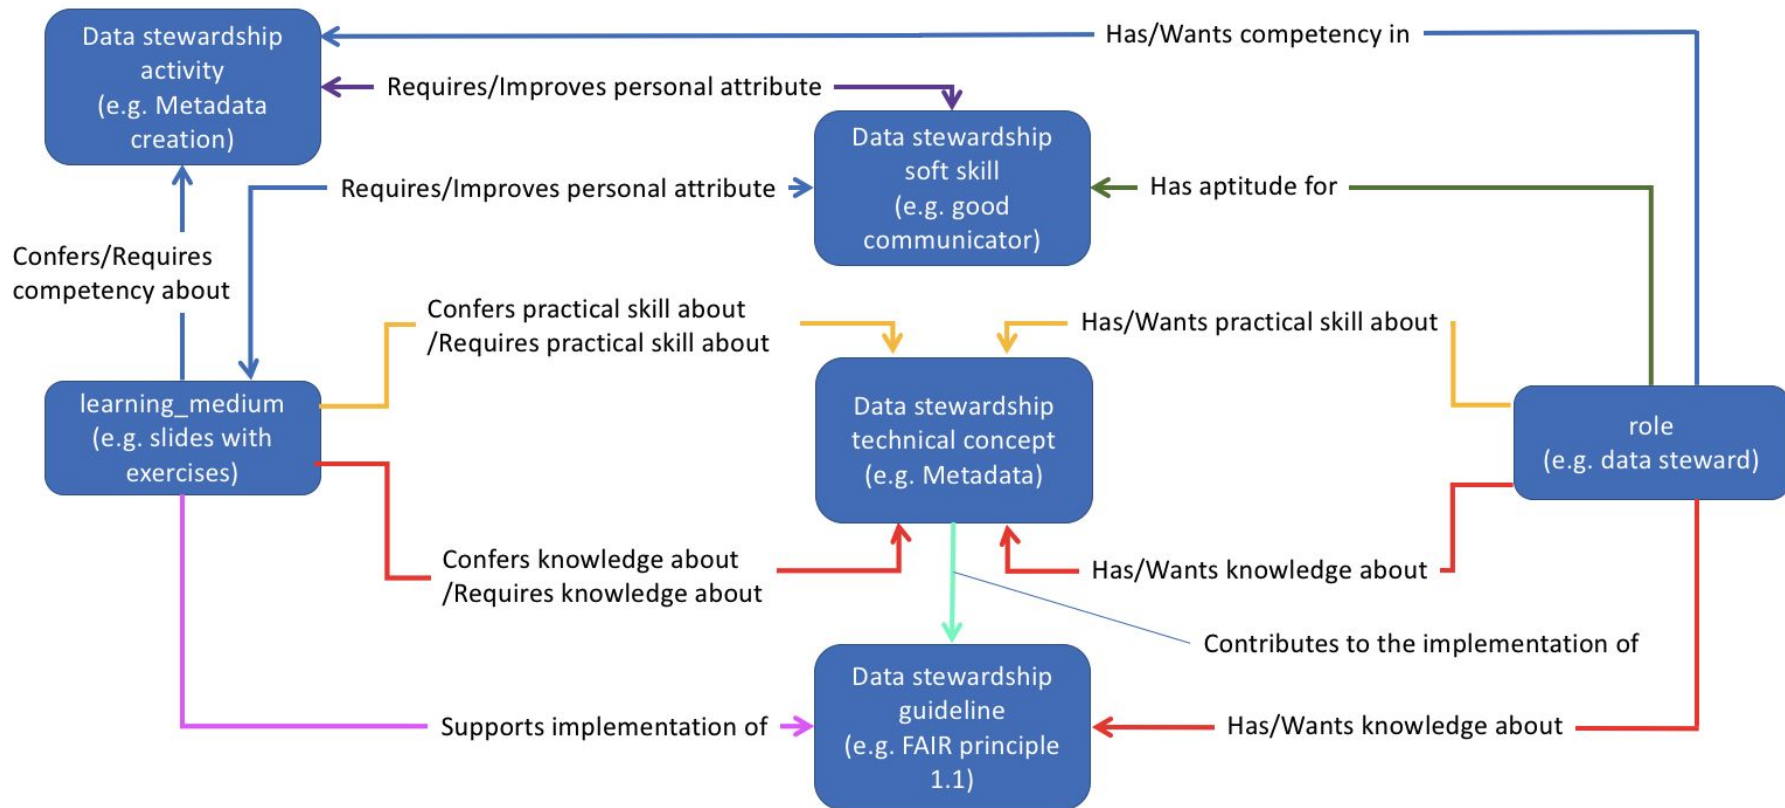 Data stewardship
activity
(e.g. Metadata
creation)
Has/Wants competency in
Requires/Improves personal attribute
Data stewardship
soft skill
(e.g. good
communicator)
Requires/Improves personal attribute
Has aptitude for
Confers/Requires
competency about
Confers practical skill about
/Requires practical skill about
Has/Wants practical skill about
learning_medium
(e.g. slides with
exercises)
Data stewardship
technical concept
(e.g. Metadata)
role
(e.g. data steward)
Confers knowledge about
/Requires knowledge about
Has/Wants knowledge about
Contributes to the implementation of
Data stewardship
guideline
(e.g. FAIR principle
1.1)
Supports implementation of
Has/Wants knowledge about